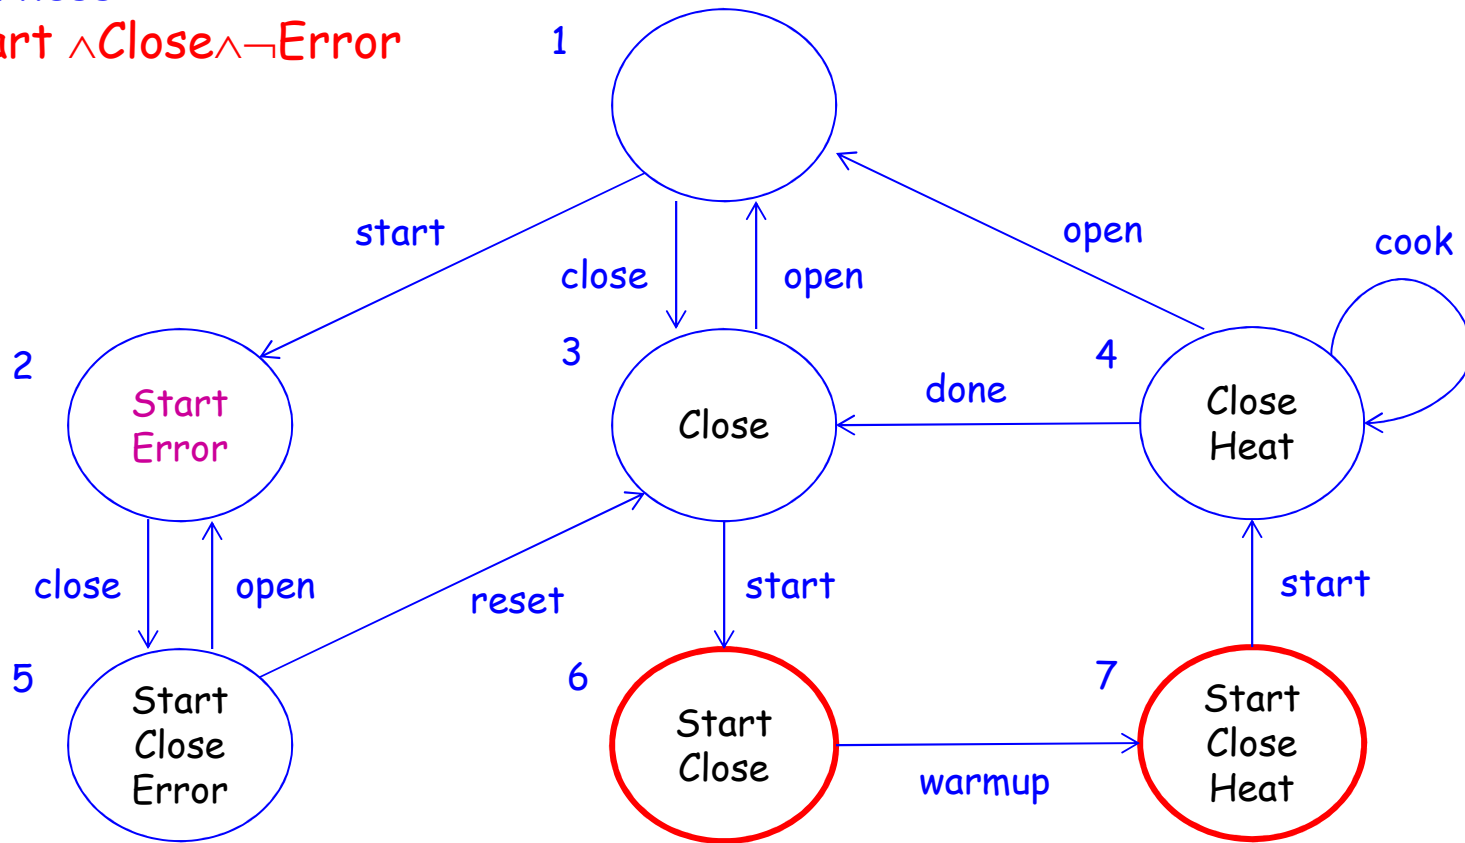 ∧Close∧¬Error
1
start
close
open
open
cook
2
Start
Error
3
Close
done
4
Close
Heat
close
open
reset
start
start
5
Start
Close
Error
6
Start
Close
warmup
7
Start
Close
Heat